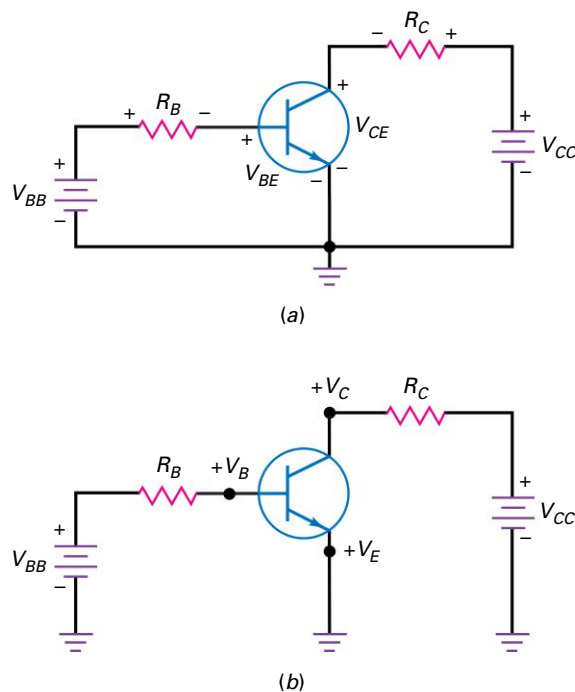 R_C
− +
+
R_B
+ −
V_CE
+
+
+
V_BE
− −
V_BB
−
V_CC
−
(a)
+V_C
R_C
R_B
+V_B
+
V_CC
−
+
V_BB
−
+V_E
(b)